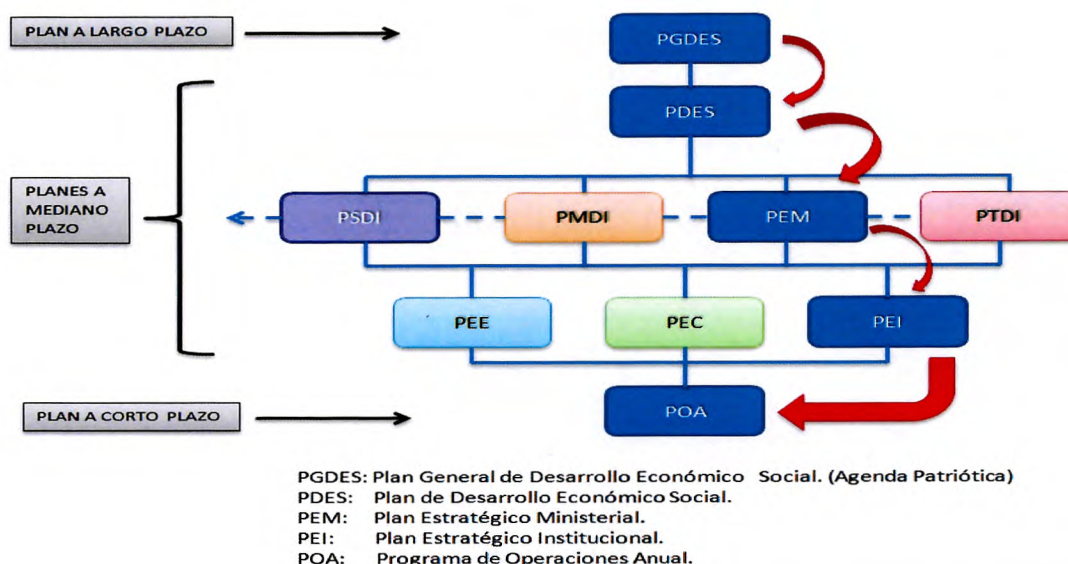 PLAN A LARGO PLAZO
PGDES
PDES
PLANES A
MEDIANO
PLAZO
PSDI
PMDI
PEM
PTDI
PEE
PEC
PEI
PLAN A CORTO PLAZO
POA
PGDES: Plan General de Desarrollo Económico Social. (Agenda Patriótica)
PDES: Plan de Desarrollo Económico Social.
PEM: Plan Estratégico Ministerial.
PEI: Plan Estratégico Institucional.
POA: Programa de Operaciones Anual.